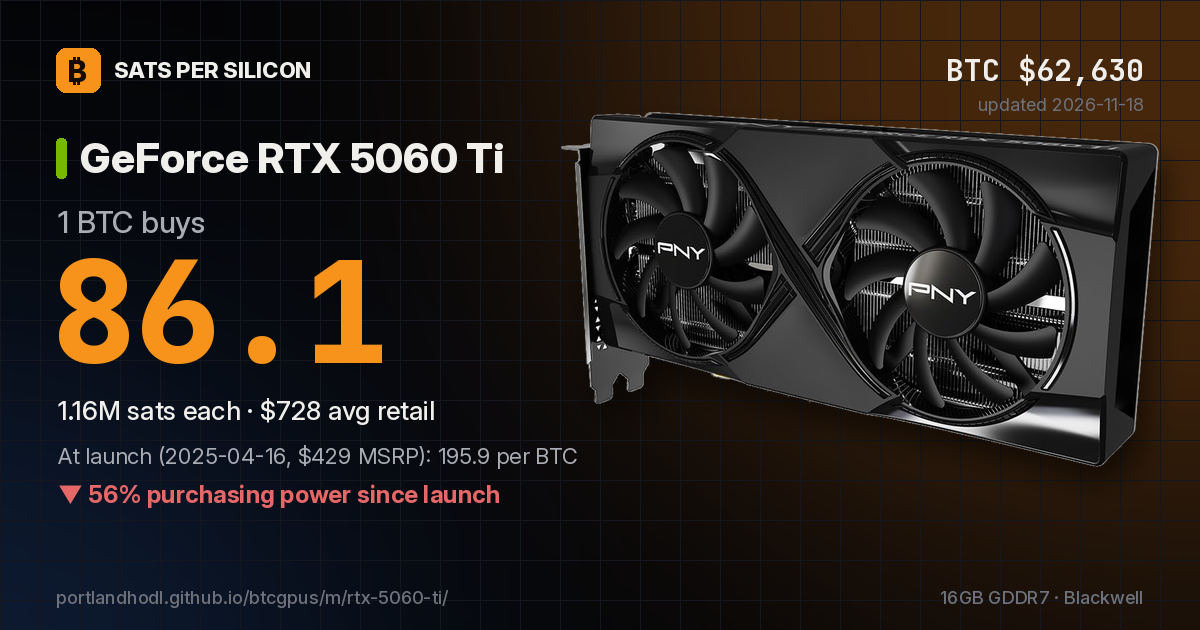 ₿ SATS PER SILICON
BTC $62,630
updated 2026-11-18
GeForce RTX 5060 Ti
1 BTC buys
86.1
1.16M sats each · $728 avg retail
At launch (2025-04-16, $429 MSRP): 195.9 per BTC
▼ 56% purchasing power since launch
PNY
PNY
portlandhodl.github.io/btcgpus/m/rtx-5060-ti/
16GB GDDR7 · Blackwell